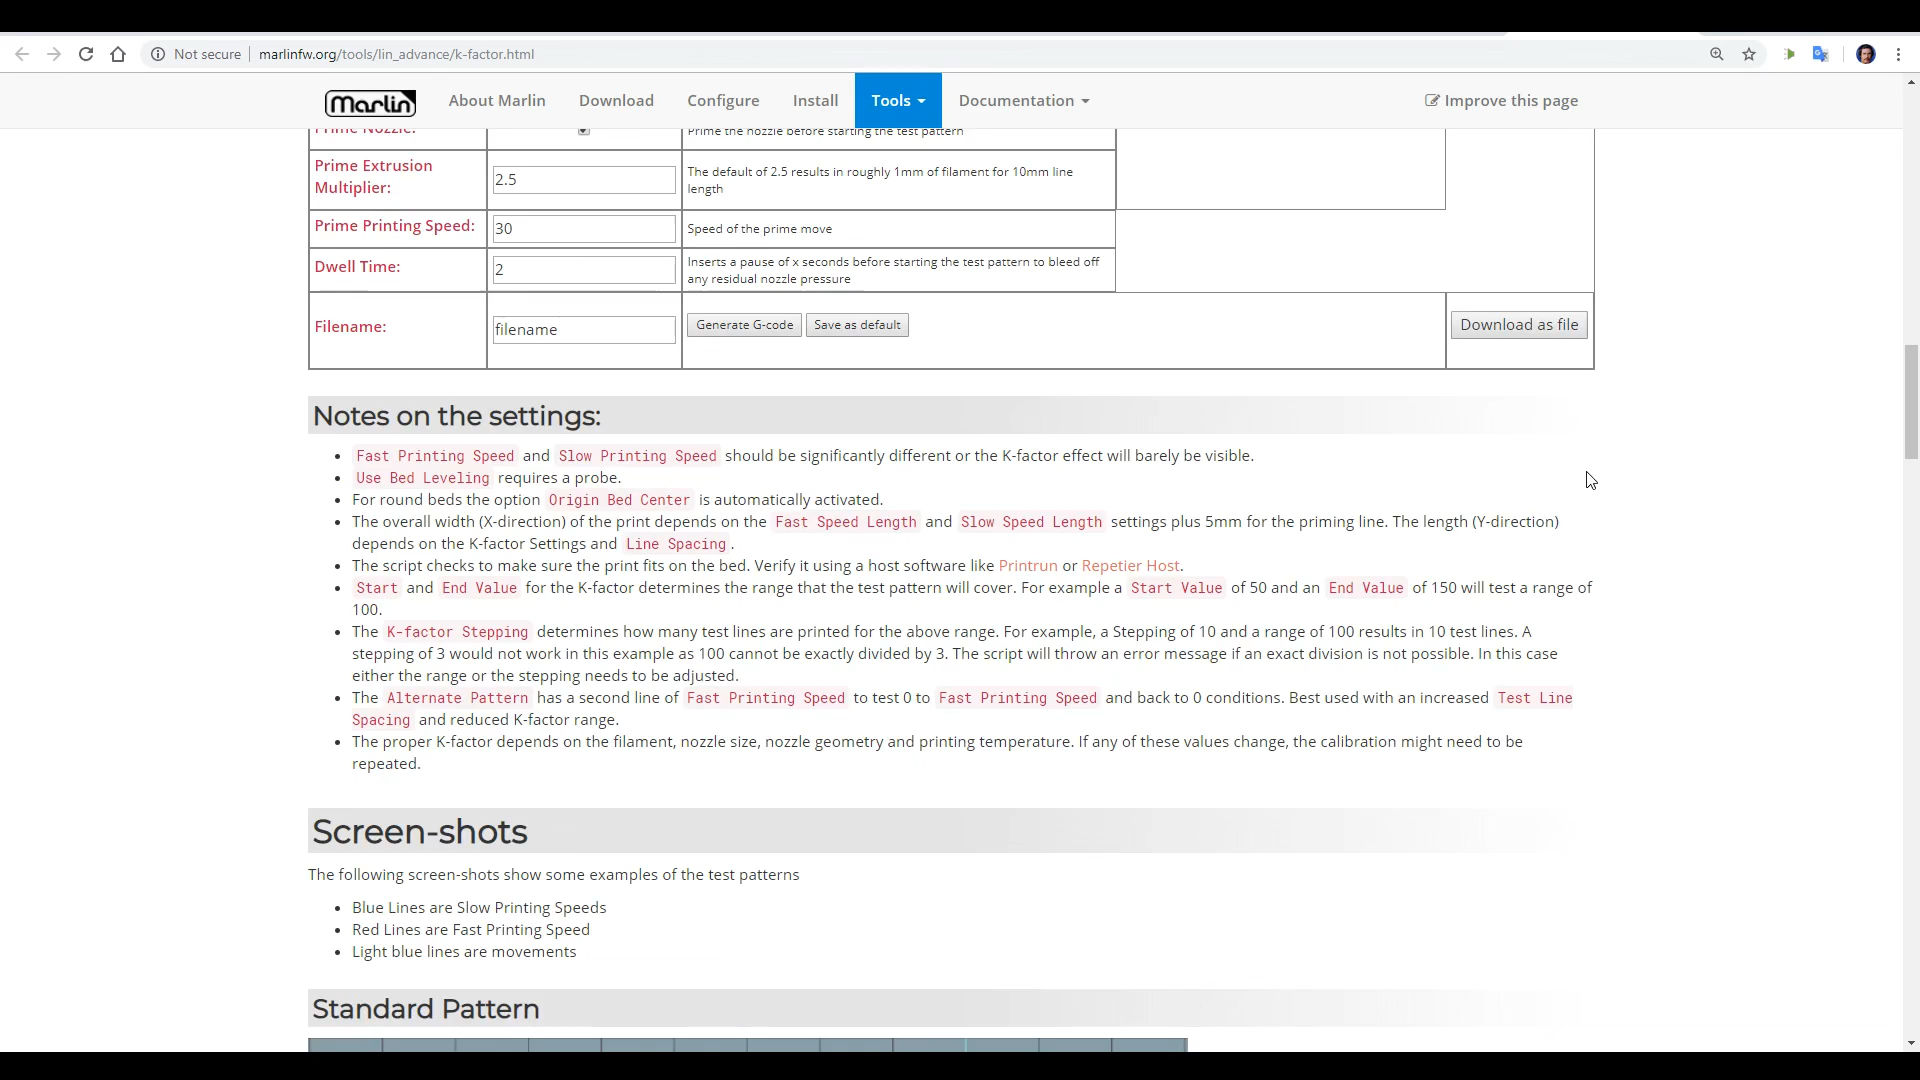 Not secure | marlinfw.org/tools/lin_advance/k-factor.html
Marlin About Marlin Download Configure Install Tools Documentation Improve this page
Prime Nozzle: Prime the nozzle before starting the test pattern
Prime Extrusion
Multiplier:
2.5
The default of 2.5 results in roughly 1mm of filament for 10mm line
length
Prime Printing Speed: 30 Speed of the prime move
Dwell Time: 2
Inserts a pause of x seconds before starting the test pattern to bleed off
any residual nozzle pressure
Filename: filename Generate G-code Save as default Download as file
Notes on the settings:
• Fast Printing Speed and Slow Printing Speed should be significantly different or the K-factor effect will barely be visible.
• Use Bed Leveling requires a probe.
• For round beds the option Origin Bed Center is automatically activated.
• The overall width (X-direction) of the print depends on the Fast Speed Length and Slow Speed Length settings plus 5mm for the priming line. The length (Y-direction)
depends on the K-factor Settings and Line Spacing.
• The script checks to make sure the print fits on the bed. Verify it using a host software like Printrun or Repetier Host.
• Start and End Value for the K-factor determines the range that the test pattern will cover. For example a Start Value of 50 and an End Value of 150 will test a range of
100.
• The K-factor Stepping determines how many test lines are printed for the above range. For example, a Stepping of 10 and a range of 100 results in 10 test lines. A
stepping of 3 would not work in this example as 100 cannot be exactly divided by 3. The script will throw an error message if an exact division is not possible. In this case
either the range or the stepping needs to be adjusted.
• The Alternate Pattern has a second line of Fast Printing Speed to test 0 to Fast Printing Speed and back to 0 conditions. Best used with an increased Test Line
Spacing and reduced K-factor range.
• The proper K-factor depends on the filament, nozzle size, nozzle geometry and printing temperature. If any of these values change, the calibration might need to be
repeated.
Screen-shots
The following screen-shots show some examples of the test patterns
• Blue Lines are Slow Printing Speeds
• Red Lines are Fast Printing Speed
• Light blue lines are movements
Standard Pattern